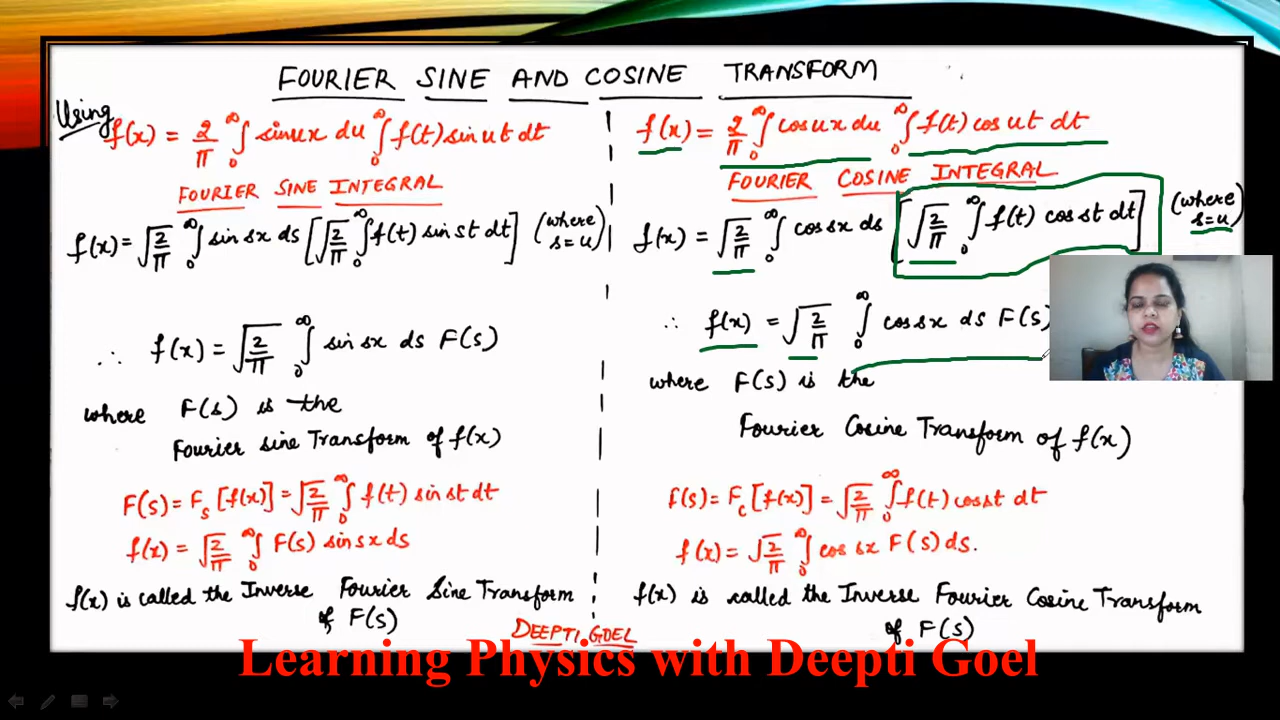 FOURIER SINE AND COSINE TRANSFORM
Using
f(x) = 2/π ∫₀^∞ sin ux du ∫₀^∞ f(t) sin ut dt
FOURIER SINE INTEGRAL
f(x) = √(2/π) ∫₀^∞ sin sx ds [√(2/π) ∫₀^∞ f(t) sin st dt] (where s=u)
∴ f(x) = √(2/π) ∫₀^∞ sin sx ds F(s)
where F(s) is the
Fourier sine Transform of f(x)
F(s) = Fₛ [f(x)] = √(2/π) ∫₀^∞ f(t) sin st dt
f(x) = √(2/π) ∫₀^∞ F(s) sin sx ds
f(x) is called the Inverse Fourier Sine Transform
of F(s)
f(x) = 2/π ∫₀^∞ cos ux du ∫₀^∞ f(t) cos ut dt
FOURIER COSINE INTEGRAL
f(x) = √(2/π) ∫₀^∞ cos sx ds [√(2/π) ∫₀^∞ f(t) cos st dt] (where s=u)
∴ f(x) = √(2/π) ∫₀^∞ cos sx ds F(s)
where F(s) is the
Fourier Cosine Transform of f(x)
F(s) = F_c [f(x)] = √(2/π) ∫₀^∞ f(t) cos st dt
f(x) = √(2/π) ∫₀^∞ cos sx F(s) ds.
f(x) is called the Inverse Fourier Cosine Transform
of F(s)
DEEPTI GOEL
Learning Physics with Deepti Goel